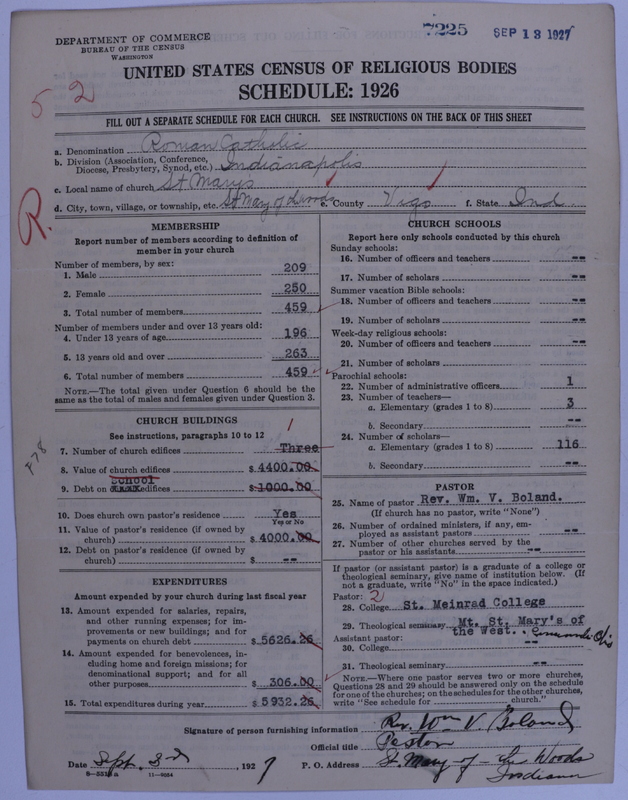 7225 SEP 13 1927
DEPARTMENT OF COMMERCE
BUREAU OF THE CENSUS
WASHINGTON
UNITED STATES CENSUS OF RELIGIOUS BODIES
SCHEDULE: 1926
52
FILL OUT A SEPARATE SCHEDULE FOR EACH CHURCH. SEE INSTRUCTIONS ON THE BACK OF THIS SHEET
a. Denomination Roman Catholic
b. Division (Association, Conference,
Diocese, Presbytery, Synod, etc.) Indianapolis
c. Local name of church St Marys
d. City, town, village, or township, etc. St Mary of Woods e. County Vigo f. State Ind
R.
MEMBERSHIP
Report number of members according to definition of
member in your church
Number of members, by sex:
1. Male 209
2. Female 250
3. Total number of members 459
Number of members under and over 13 years old:
4. Under 13 years of age 196
5. 13 years old and over 263
6. Total number of members 459
NOTE.—The total given under Question 6 should be
same as the total of males and females given under Question 3.
CHURCH BUILDINGS
See instructions, paragraphs 10 to 12
1
7. Number of church edifices Three
8. Value of church edifices $ 4400.00
school
9. Debt on edifices $ 1000.00
P78
10. Does church own pastor's residence Yes
Yes or No
11. Value of pastor's residence (if owned by
church) $ 4000.00
12. Debt on pastor's residence (if owned by
church) $ --
EXPENDITURES
Amount expended by your church during last fiscal year
13. Amount expended for salaries, repairs,
and other running expenses; for im-
provements or new buildings; and for
payments on church debt $ 5626.26
14. Amount expended for benevolences, in-
cluding home and foreign missions; for
denominational support; and for all
other purposes $ 306.00
15. Total expenditures during year $ 5932.26
CHURCH SCHOOLS
Report here only schools conducted by this church
Sunday schools:
16. Number of officers and teachers --
17. Number of scholars --
Summer vacation Bible schools:
18. Number of officers and teachers --
19. Number of scholars --
Week-day religious schools:
20. Number of officers and teachers --
21. Number of scholars --
Parochial schools:
22. Number of administrative officers 1
23. Number of teachers—
a. Elementary (grades 1 to 8) 3
b. Secondary --
24. Number of scholars—
a. Elementary (grades 1 to 8) 116
b. Secondary --
PASTOR
25. Name of pastor Rev. Wm. V. Boland.
(If church has no pastor, write "None")
26. Number of ordained ministers, if any, em-
ployed as assistant pastors --
27. Number of other churches served by the
pastor or his assistants --
If pastor (or assistant pastor) is a graduate of a college or
theological seminary, give name of institution below. (If
not a graduate, write "No" in the space indicated.)
Pastor: 2
28. College St. Meinrad College
29. Theological seminary Mt. St. Mary's of
the West. Cincinnati O.
Assistant pastor:
30. College --
31. Theological seminary --
NOTE.—Where one pastor serves two or more churches,
Questions 28 and 29 should be answered only on the schedule
for one of the churches; on the schedules for the other churches,
write "See schedule for church."
Signature of person furnishing information Rev. Wm V. Boland
Official title Pastor
Date Sept. 3rd, 1927 P. O. Address St. Mary-of-the Woods
Indiana
11—9054